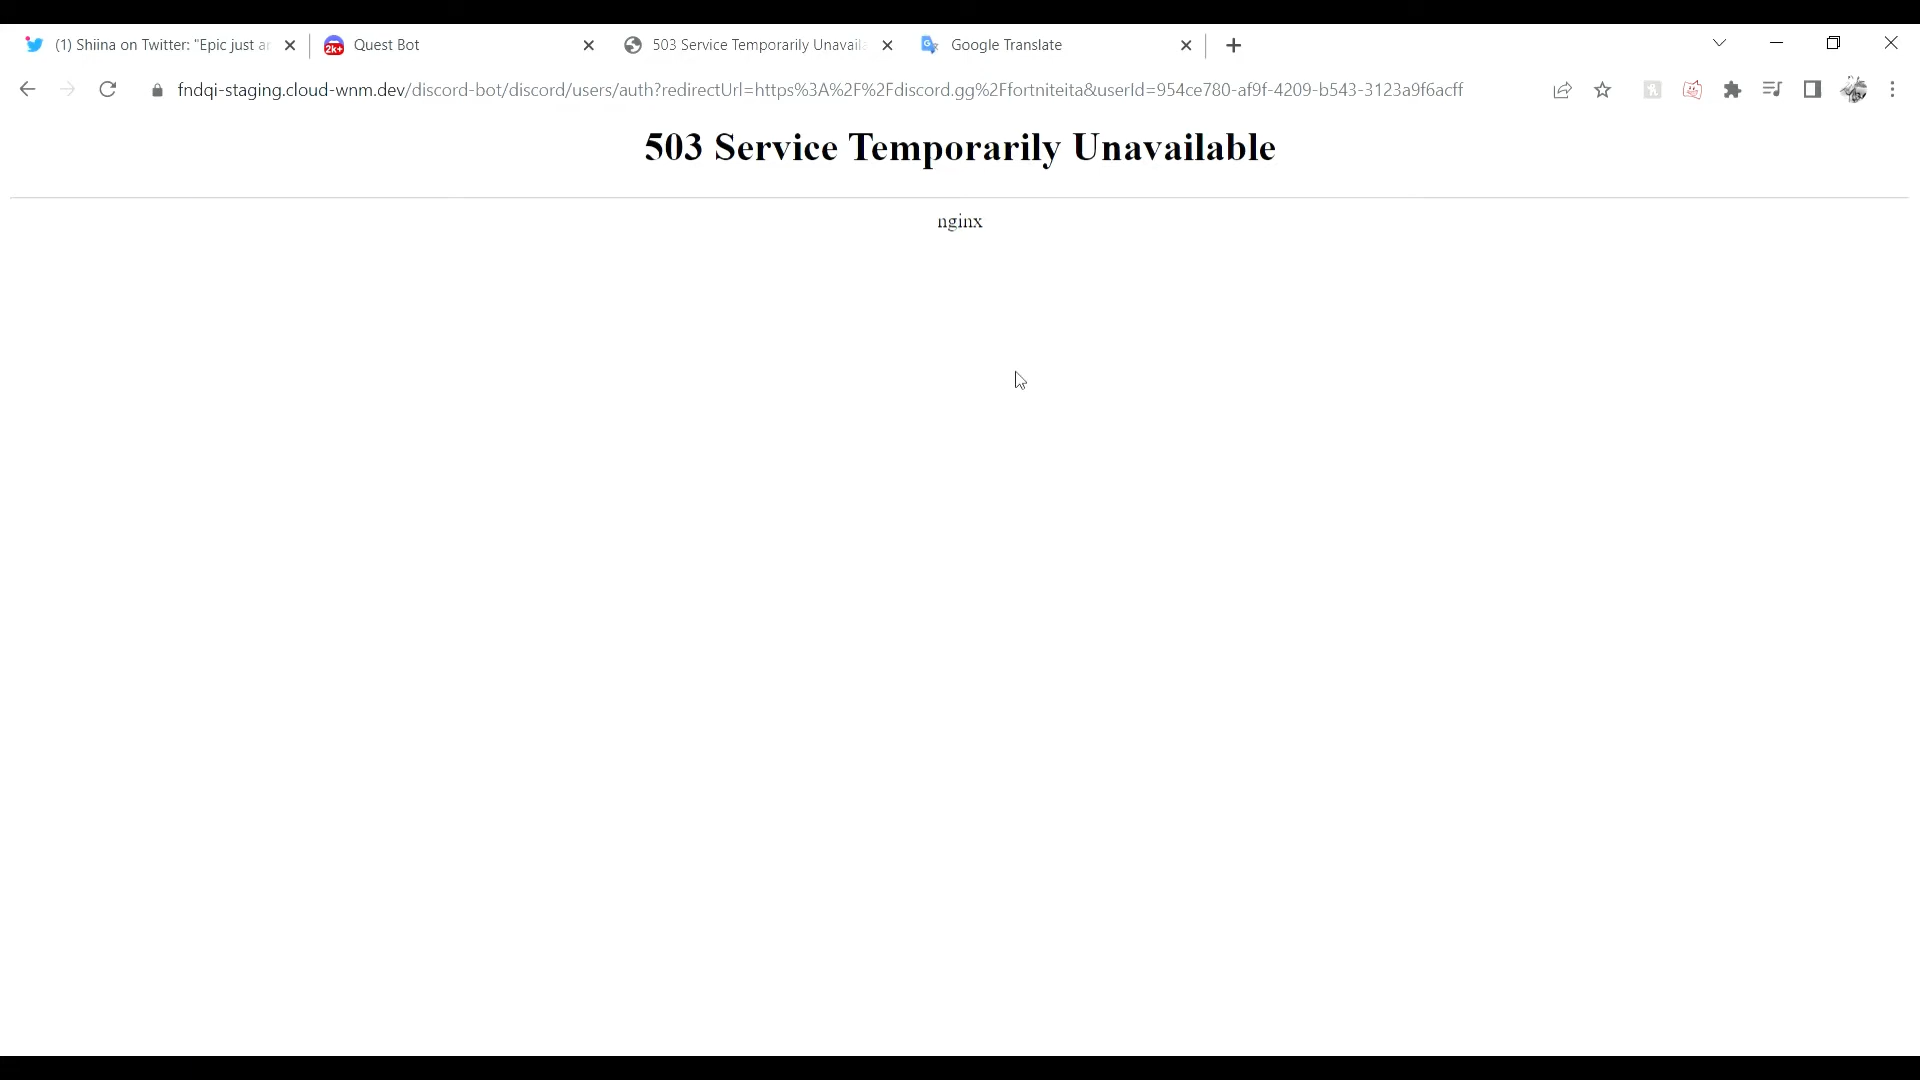 (1) Shiina on Twitter: "Epic just a
Quest Bot
503 Service Temporarily Unavail
Google Translate
2k+
fndqi-staging.cloud-wnm.dev/discord-bot/discord/users/auth?redirectUrl=https%3A%2F%2Fdiscord.gg%2Ffortniteita&userId=954ce780-af9f-4209-b543-3123a9f6acff
503 Service Temporarily Unavailable
nginx